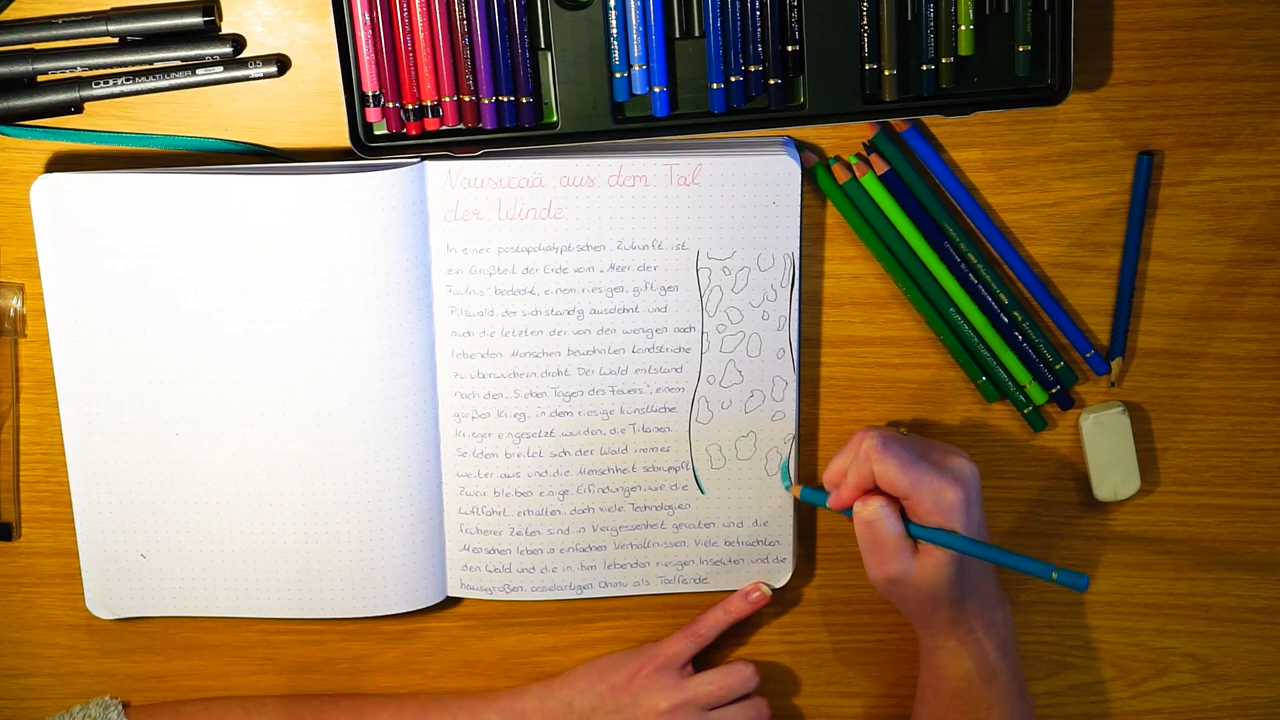 COPIC MULTI LINER 0.5
Nausicaä aus dem Tal
der Winde
In einer postapokalyptischen Zukunft ist
ein Großteil der Erde vom „Meer der
Fäulnis" bedeckt, einem riesigen, giftigen
Pilzwald, der sich ständig ausdehnt und
auch die letzten der von den wenigen noch
lebenden Menschen bewohnten Landstriche
zu überwuchern droht. Der Wald entstand
nach den „Sieben Tagen des Feuers", einem
großen Krieg, in dem riesige künstliche
Krieger eingesetzt wurden, die Titanen.
Seitdem breitet sich der Wald immer
weiter aus und die Menschheit schrumpft.
Zwar bleiben einige Erfindungen, wie die
Luftfahrt, erhalten, doch viele Technologien
früherer Zeiten sind in Vergessenheit geraten und die
Menschen leben in einfachen Verhältnissen. Viele betrachten
den Wald und die in ihm lebenden riesigen Insekten und die
hausgroßen, asselartigen Ohmu als Todfeinde.